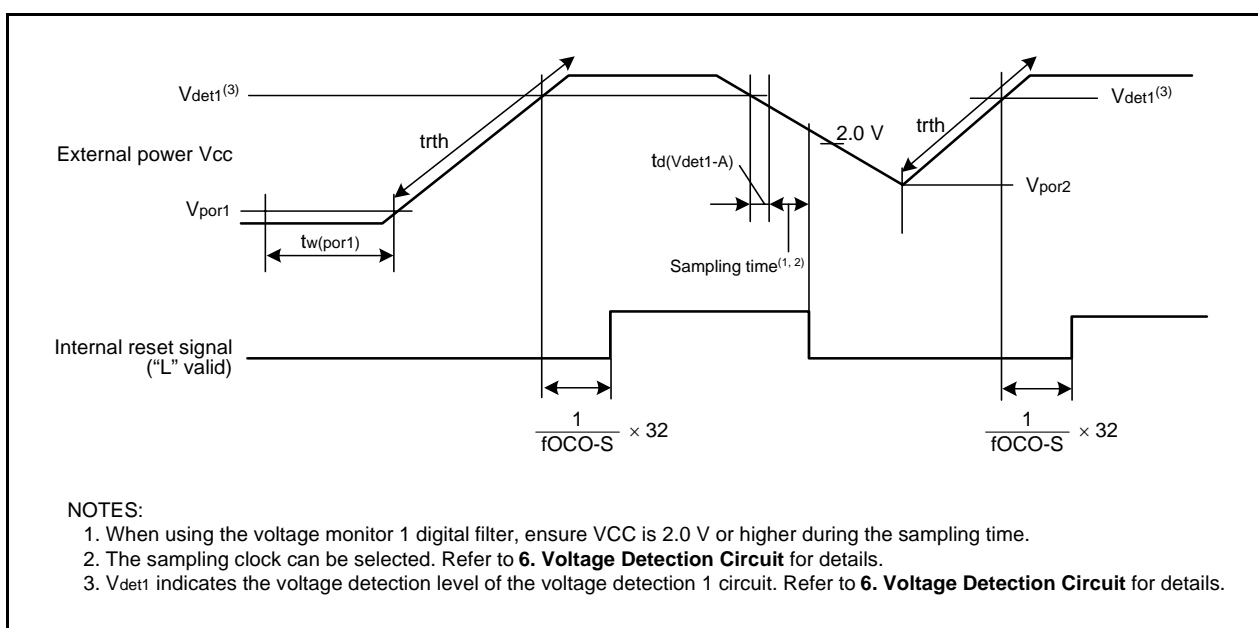 Vdet1(3)
External power Vcc
Vpor1
trth
tw(por1)
td(Vdet1-A)
Sampling time(1, 2)
2.0 V
trth
Vdet1(3)
Vpor2
Internal reset signal
(“L” valid)
1
fOCO-S
× 32
1
fOCO-S
× 32
NOTES:
1. When using the voltage monitor 1 digital filter, ensure VCC is 2.0 V or higher during the sampling time.
2. The sampling clock can be selected. Refer to 6. Voltage Detection Circuit for details.
3. Vdet1 indicates the voltage detection level of the voltage detection 1 circuit. Refer to 6. Voltage Detection Circuit for details.